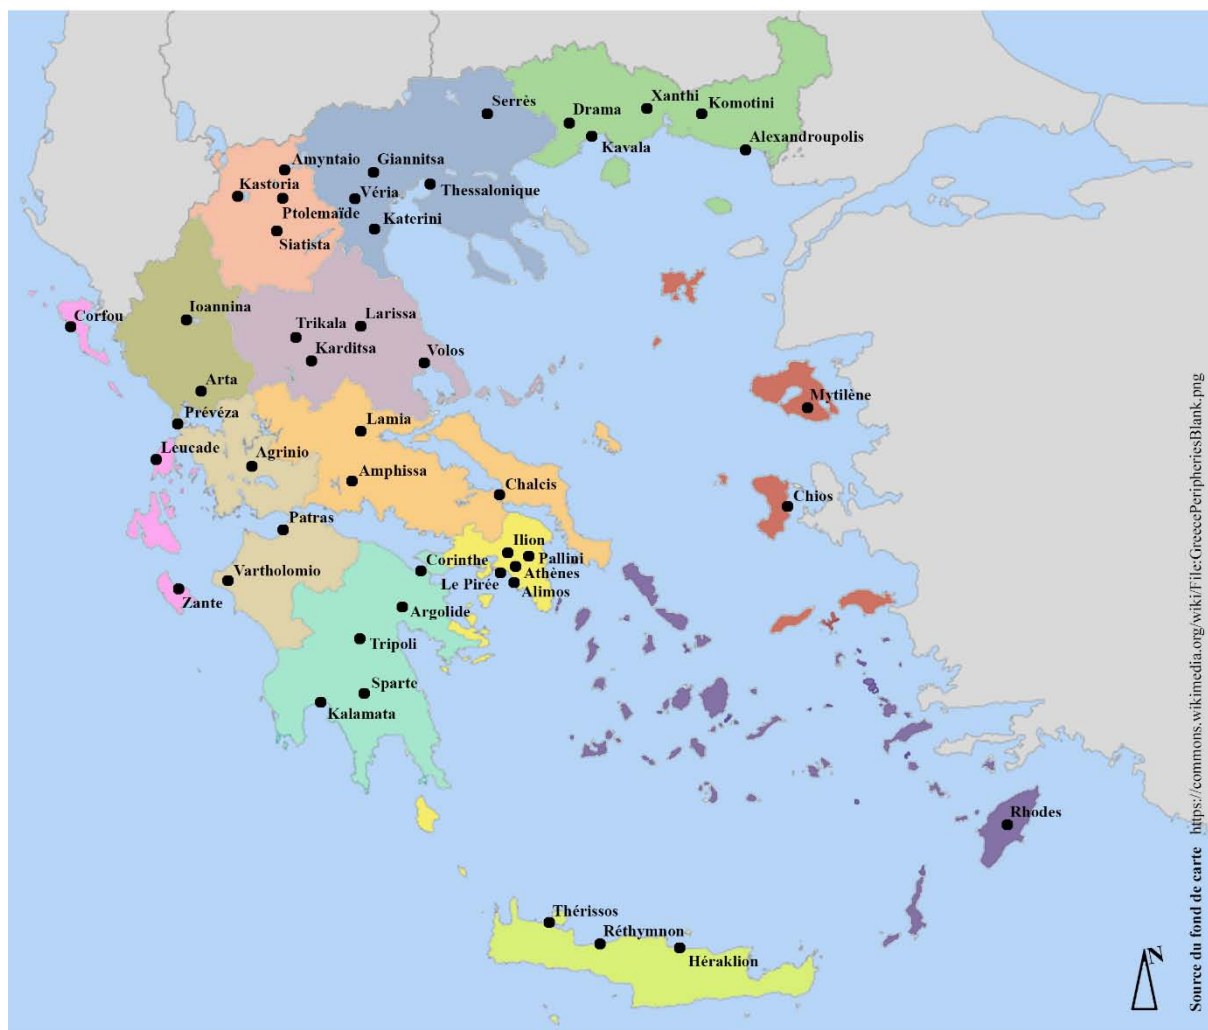 Serrès
Drama
Xanthi
Komotini
Kavala
Alexandroupolis
Amyntaio
Giannitsa
Kastoria
Ptolemaïde
Véria
Thessalonique
Siatista
Katerini
Corfou
Ioannina
Trikala
Larissa
Karditsa
Volos
Arta
Mytilène
Prévéza
Lamia
Leucade
Agrinio
Amphissa
Chalcis
Chios
Patras
Ilion
Corinthe
Pallini
Athènes
Le Pirée
Alimos
Vartholomio
Zante
Argolide
Tripoli
Sparte
Kalamata
Rhodes
Thérissos
Réthymnon
Héraklion
N
Source du fond de carte https://commons.wikimedia.org/wiki/File:GreecePeripheriesBlank.png